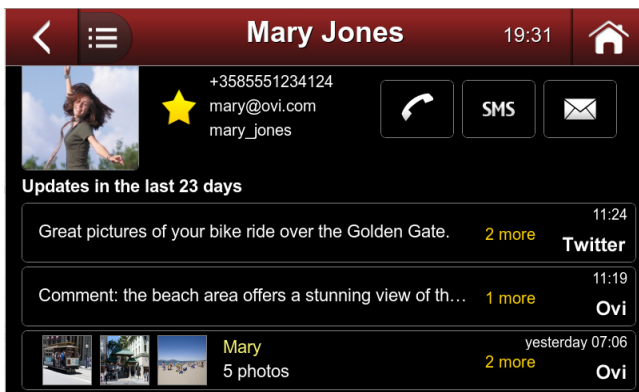 Mary Jones 19:31
+3585551234124
mary@ovi.com
mary_jones
SMS
Updates in the last 23 days
11:24
Great pictures of your bike ride over the Golden Gate. 2 more Twitter
11:19
Comment: the beach area offers a stunning view of th... 1 more Ovi
Mary yesterday 07:06
5 photos 2 more Ovi